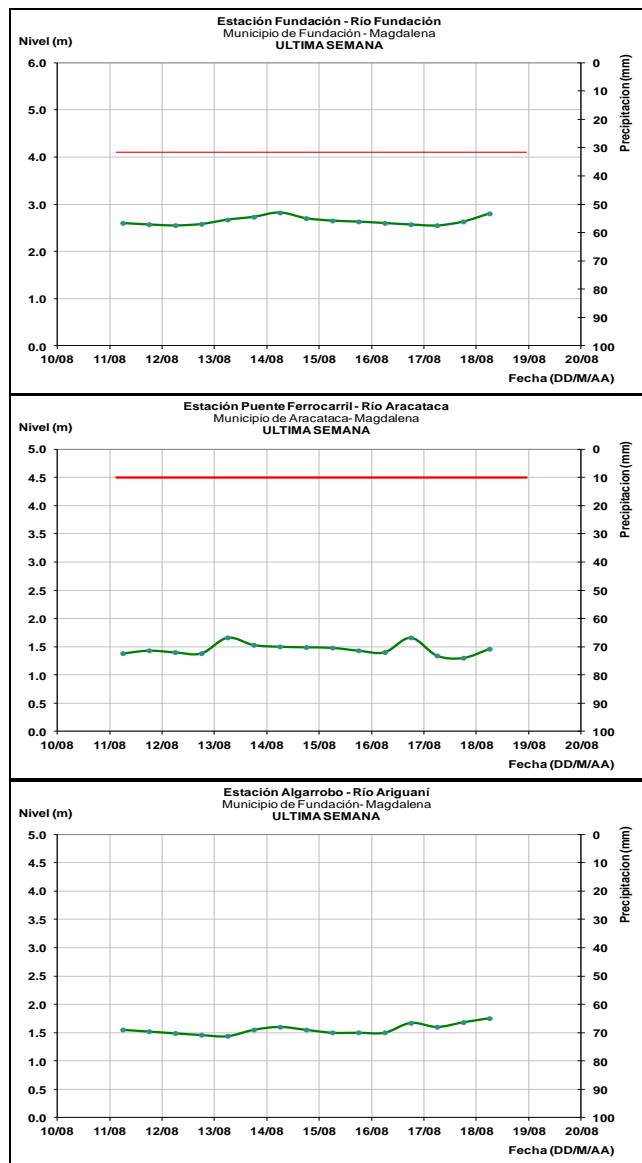 Estación Fundación - Río Fundación
Municipio de Fundación - Magdalena
ULTIMA SEMANA
Nivel (m)
6.0
5.0
4.0
3.0
2.0
1.0
0.0
0
10
20
30
40
50
60
70
80
90
100
Precipitacion (mm)
10/08 11/08 12/08 13/08 14/08 15/08 16/08 17/08 18/08 19/08 20/08
Fecha (DD/M/AA)
Estación Puente Ferrocarril - Río Aracataca
Municipio de Aracataca- Magdalena
ULTIMA SEMANA
Nivel (m)
5.0
4.5
4.0
3.5
3.0
2.5
2.0
1.5
1.0
0.5
0.0
0
10
20
30
40
50
60
70
80
90
100
Precipitacion (mm)
10/08 11/08 12/08 13/08 14/08 15/08 16/08 17/08 18/08 19/08 20/08
Fecha (DD/M/AA)
Estación Algarrobo - Río Ariguaní
Municipio de Fundación- Magdalena
ULTIMA SEMANA
Nivel (m)
5.0
4.5
4.0
3.5
3.0
2.5
2.0
1.5
1.0
0.5
0.0
0
10
20
30
40
50
60
70
80
90
100
Precipitacion (mm)
10/08 11/08 12/08 13/08 14/08 15/08 16/08 17/08 18/08 19/08 20/08
Fecha (DD/M/AA)